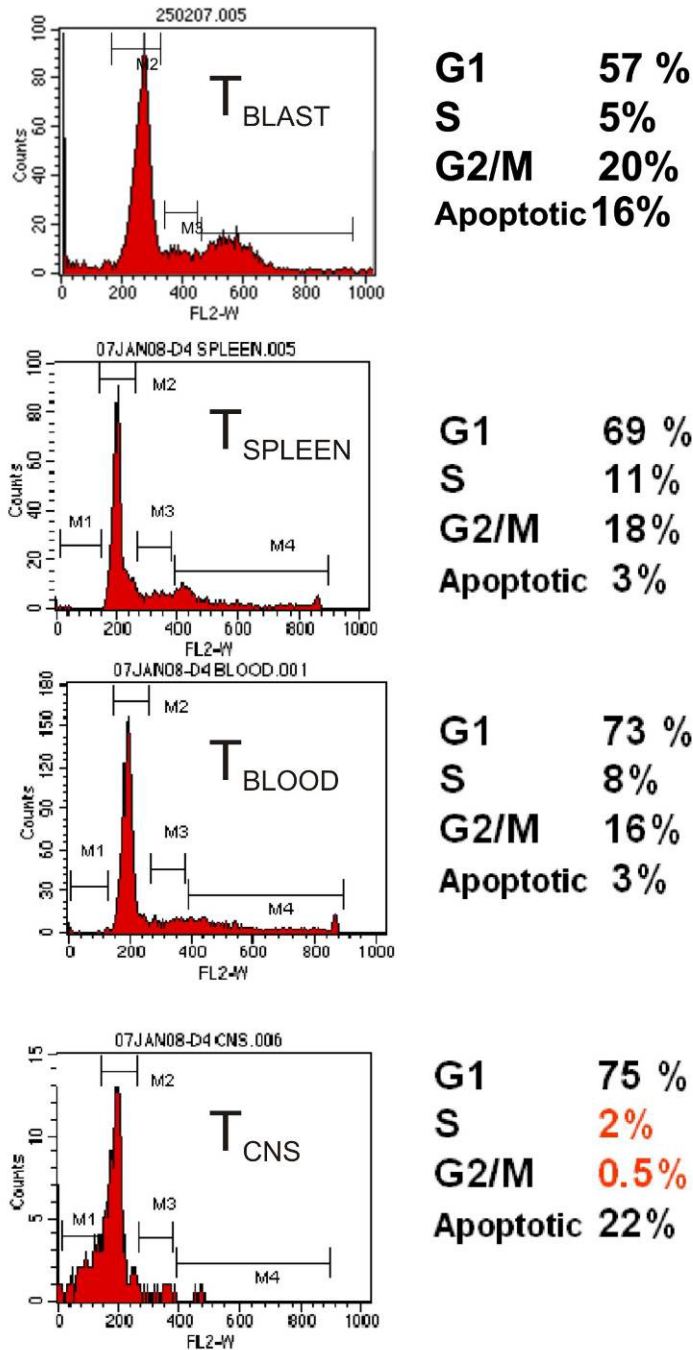 250207.005
100
80
60
40
20
0
Counts
M2
M3
T BLAST
0 200 400 600 800 1000
FL2-W
G1 57 %
S 5%
G2/M 20%
Apoptotic 16%
07JAN08-D4 SPLEEN.005
100
80
60
40
20
0
Counts
M1
M2
M3
M4
T SPLEEN
0 200 400 600 800 1000
FL2-W
G1 69 %
S 11%
G2/M 18%
Apoptotic 3%
07JAN08-D4 BLOOD.001
180
150
120
90
60
30
0
Counts
M1
M2
M3
M4
T BLOOD
0 200 400 600 800 1000
FL2-W
G1 73 %
S 8%
G2/M 16%
Apoptotic 3%
07JAN08-D4 CNS.006
15
10
5
0
Counts
M1
M2
M3
M4
T CNS
0 200 400 600 800 1000
FL2-W
G1 75 %
S 2%
G2/M 0.5%
Apoptotic 22%